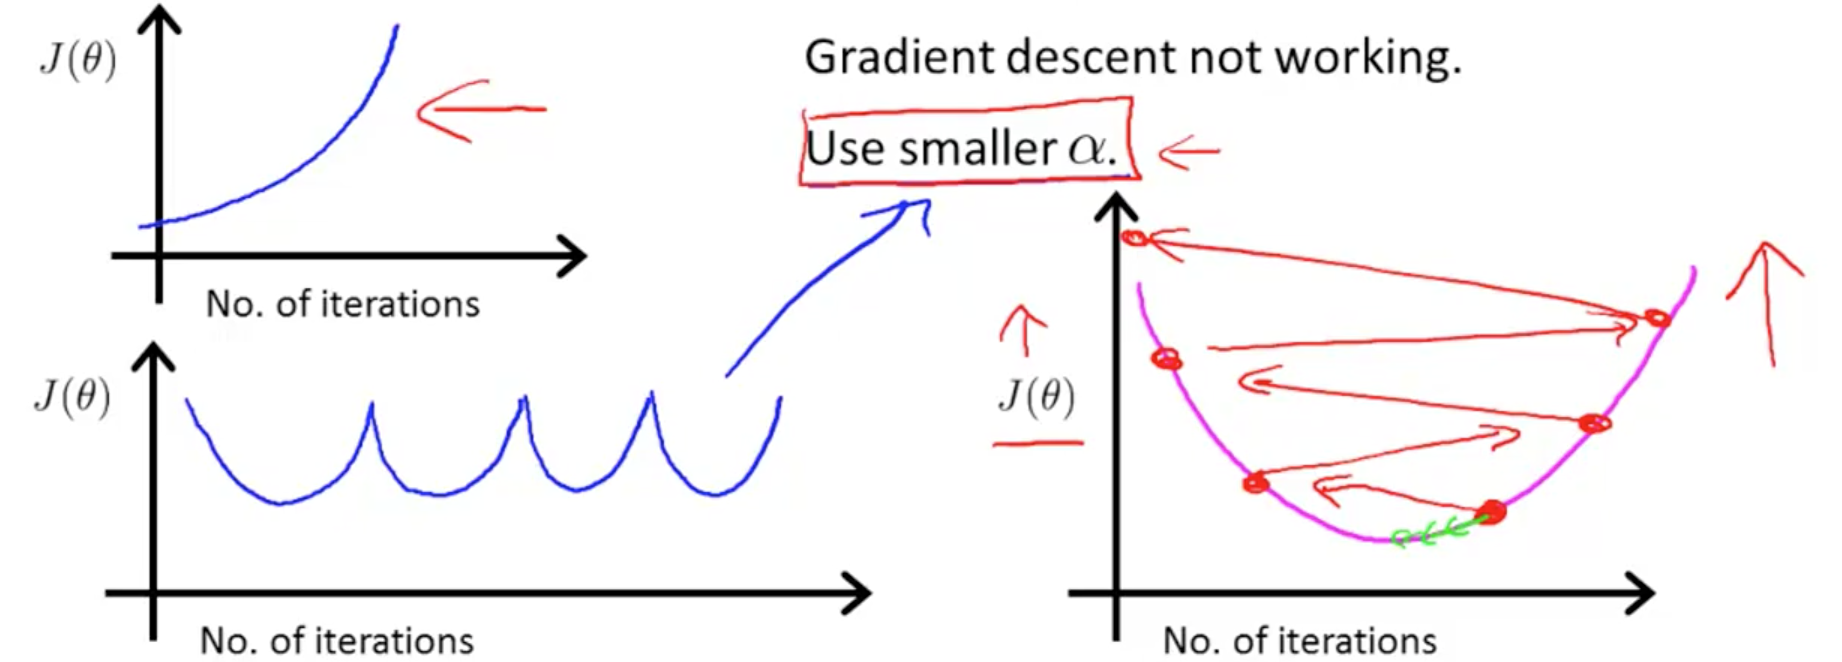 J(θ)
No. of iterations
Gradient descent not working.
Use smaller α.
J(θ)
No. of iterations
J(θ)
No. of iterations